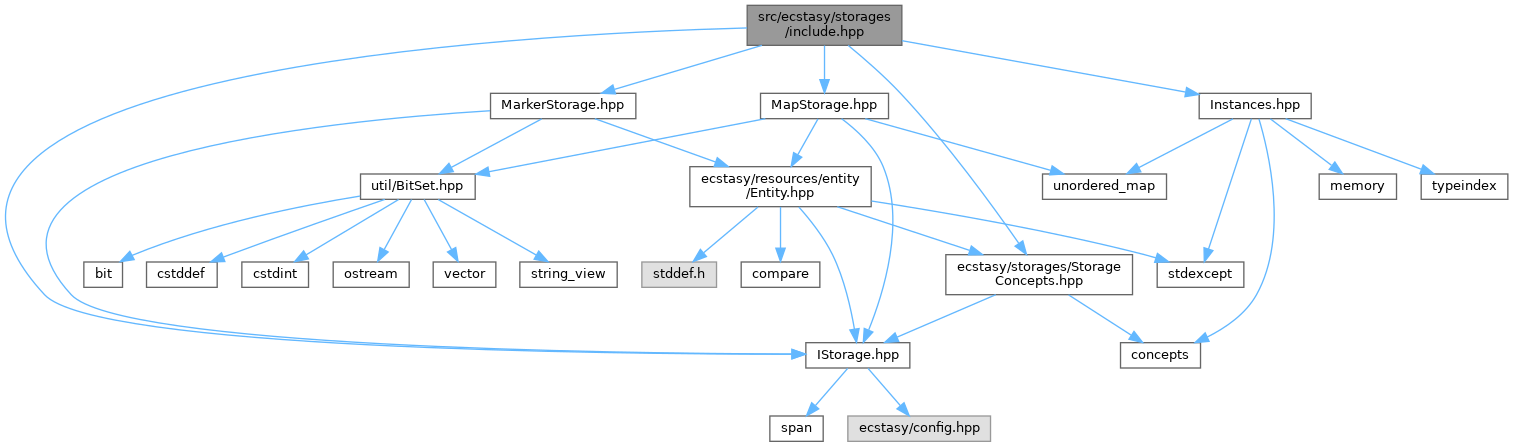 src/ecstasy/storages
/include.hpp
MarkerStorage.hpp
MapStorage.hpp
Instances.hpp
util/BitSet.hpp
ecstasy/resources/entity
/Entity.hpp
unordered_map
memory
typeindex
bit
cstddef
cstdint
ostream
vector
string_view
stddef.h
compare
ecstasy/storages/Storage
Concepts.hpp
stdexcept
IStorage.hpp
concepts
span
ecstasy/config.hpp